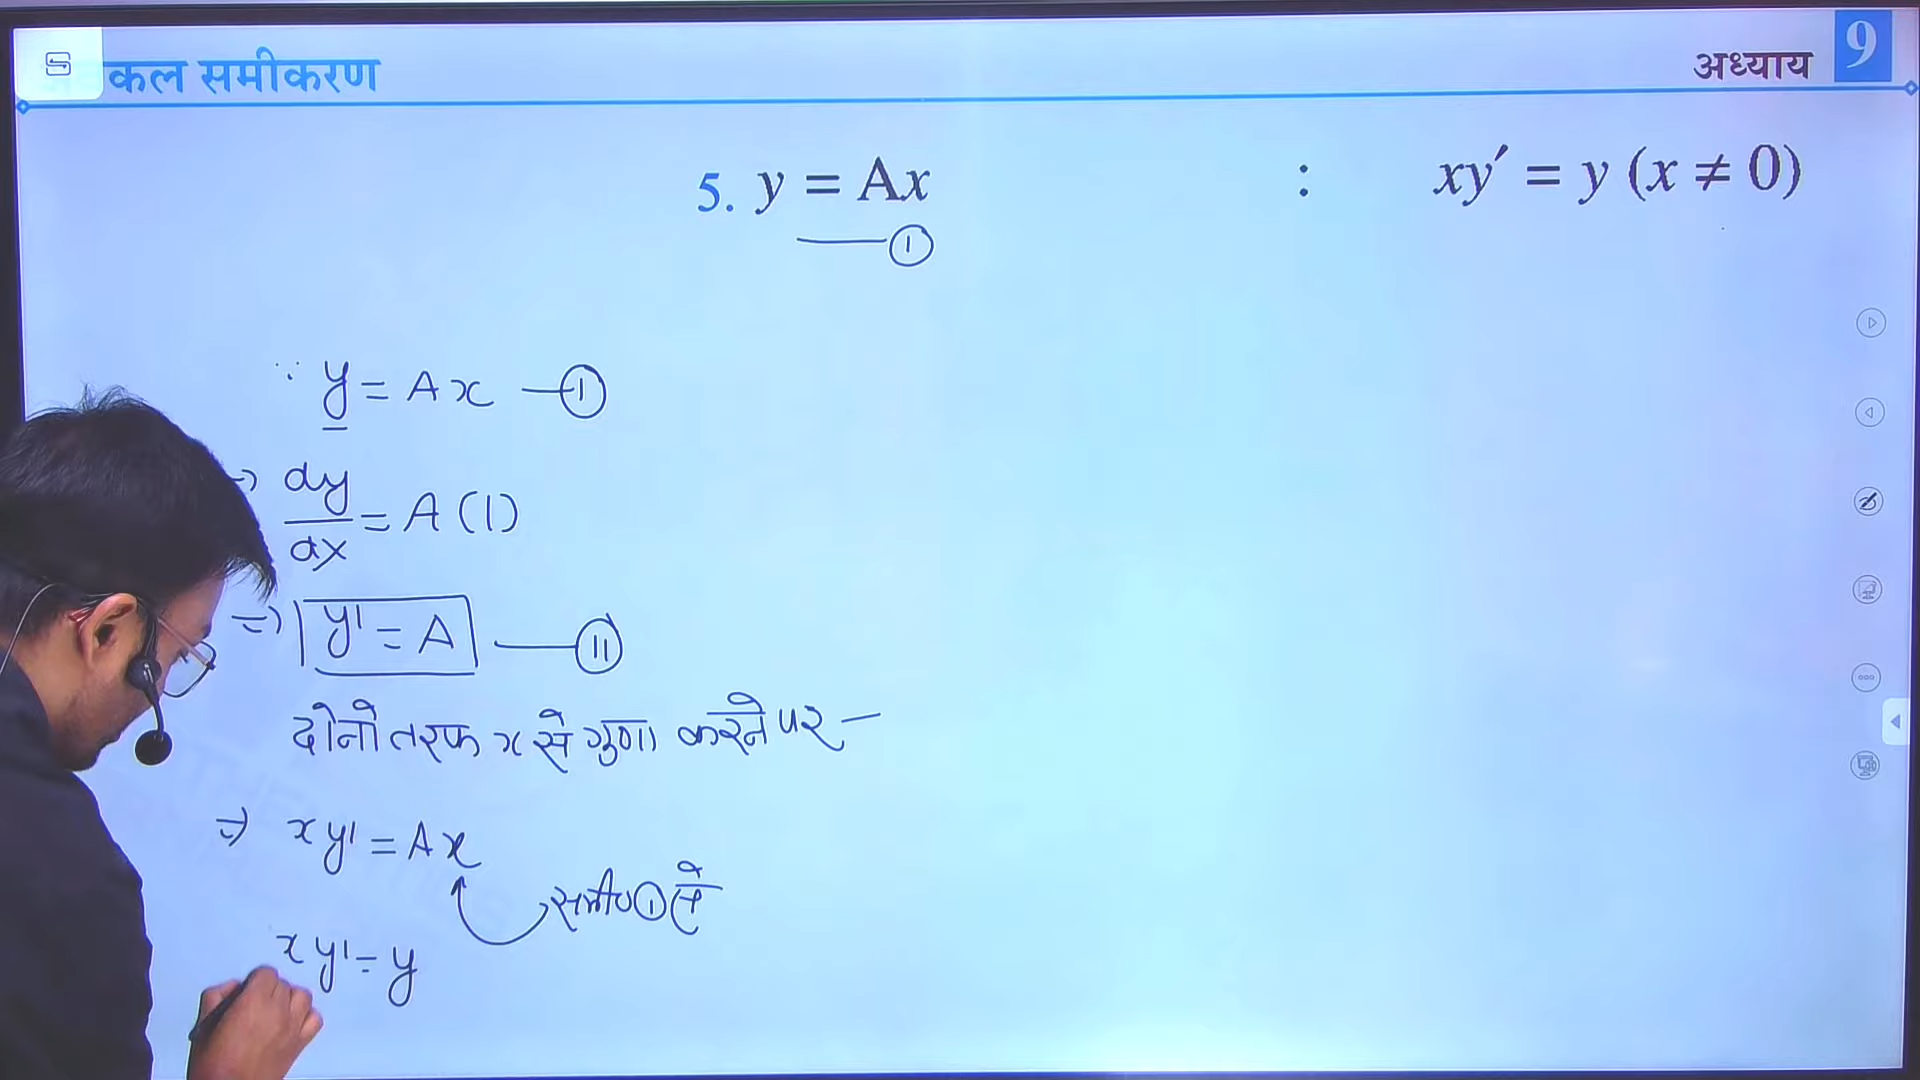 कल समीकरण
अध्याय 9
5. y = Ax : xy′ = y (x ≠ 0)
—①
∵ y = Ax —①
⇒ dy/dx = A(1)
⇒ y' = A —⑪
दोनो तरफ x से गुणा करने पर –
⇒ xy' = Ax
समी० ① से
xy' = y